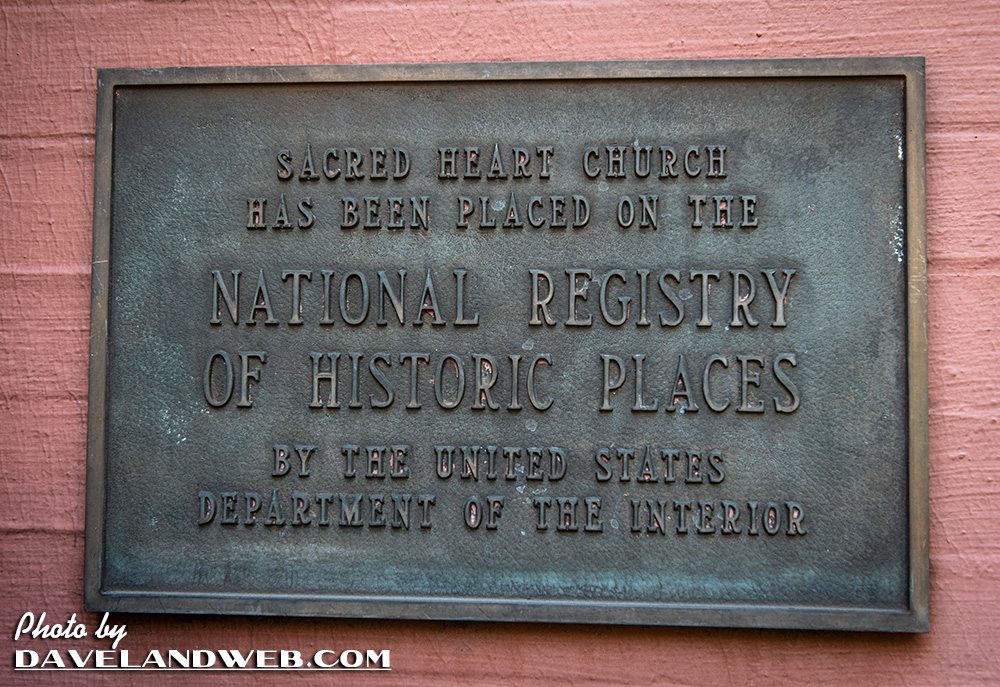 SACRED HEART CHURCH
HAS BEEN PLACED ON THE
NATIONAL REGISTRY
OF HISTORIC PLACES
BY THE UNITED STATES
DEPARTMENT OF THE INTERIOR
Photo by
DAVELANDWEB.COM